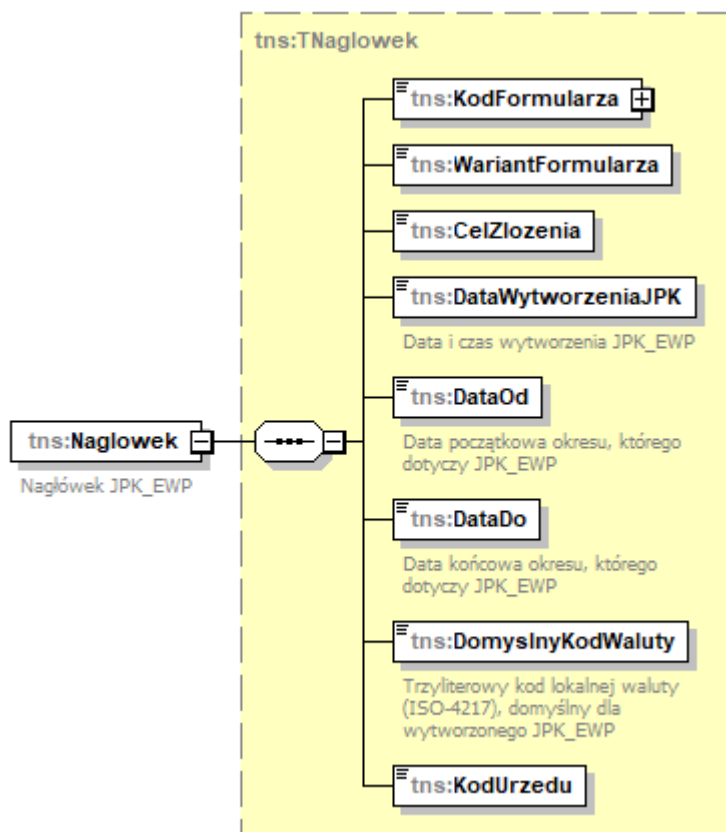 tns:TNaglowek
tns:KodFormularza
tns:WariantFormularza
tns:CelZlozenia
tns:DataWytworzeniaJPK
Data i czas wytworzenia JPK_EWP
tns:DataOd
Data początkowa okresu, którego
dotyczy JPK_EWP
tns:Naglowek
Nagłówek JPK_EWP
tns:DataDo
Data końcowa okresu, którego
dotyczy JPK_EWP
tns:DomyslnyKodWaluty
Trzyliterowy kod lokalnej waluty
(ISO-4217), domyślny dla
wytworzonego JPK_EWP
tns:KodUrzedu